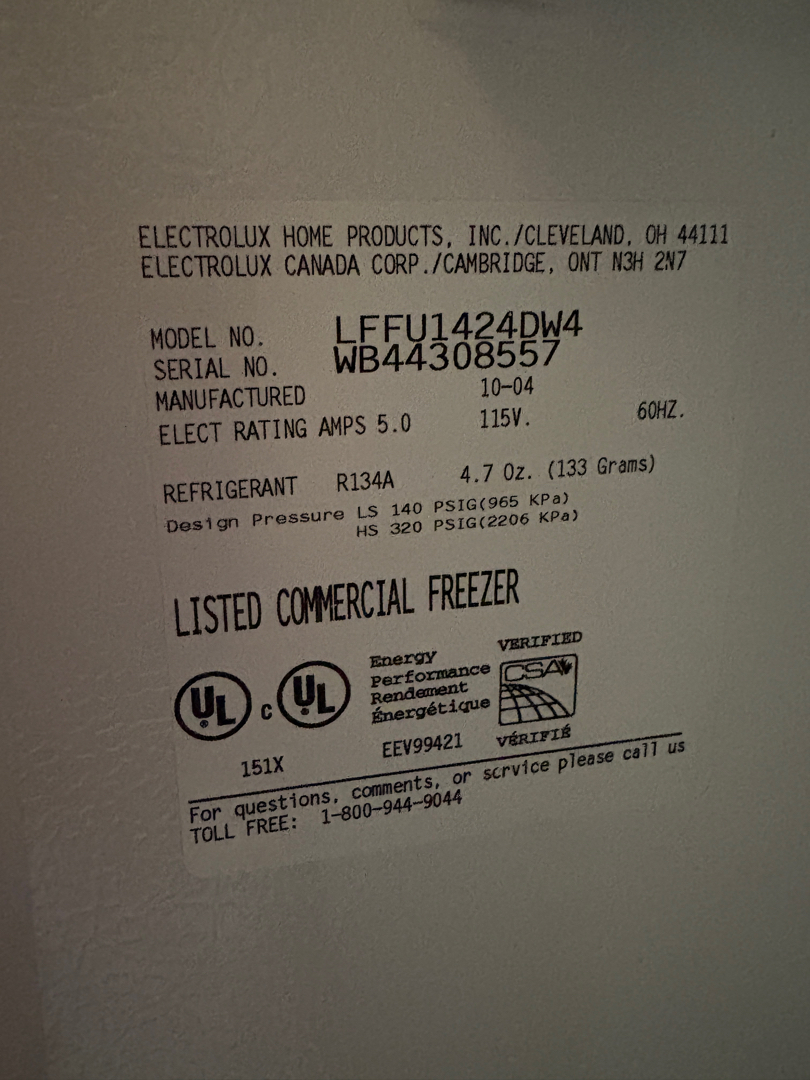 ELECTROLUX HOME PRODUCTS, INC./CLEVELAND, OH 44111
ELECTROLUX CANADA CORP./CAMBRIDGE, ONT N3H 2N7
MODEL NO. LFFU1424DW4
SERIAL NO. WB44308557
MANUFACTURED 10-04
ELECT RATING AMPS 5.0 115V. 60HZ.
REFRIGERANT R134A 4.7 Oz. (133 Grams)
Design Pressure LS 140 PSIG(965 KPa)
HS 320 PSIG(2206 KPa)
LISTED COMMERCIAL FREEZER
UL c UL
Energy
Performance
Rendement
Énergétique
VERIFIED
CSA
VÉRIFIÉ
151X
EEV99421
For questions, comments, or service please call us
TOLL FREE: 1-800-944-9044